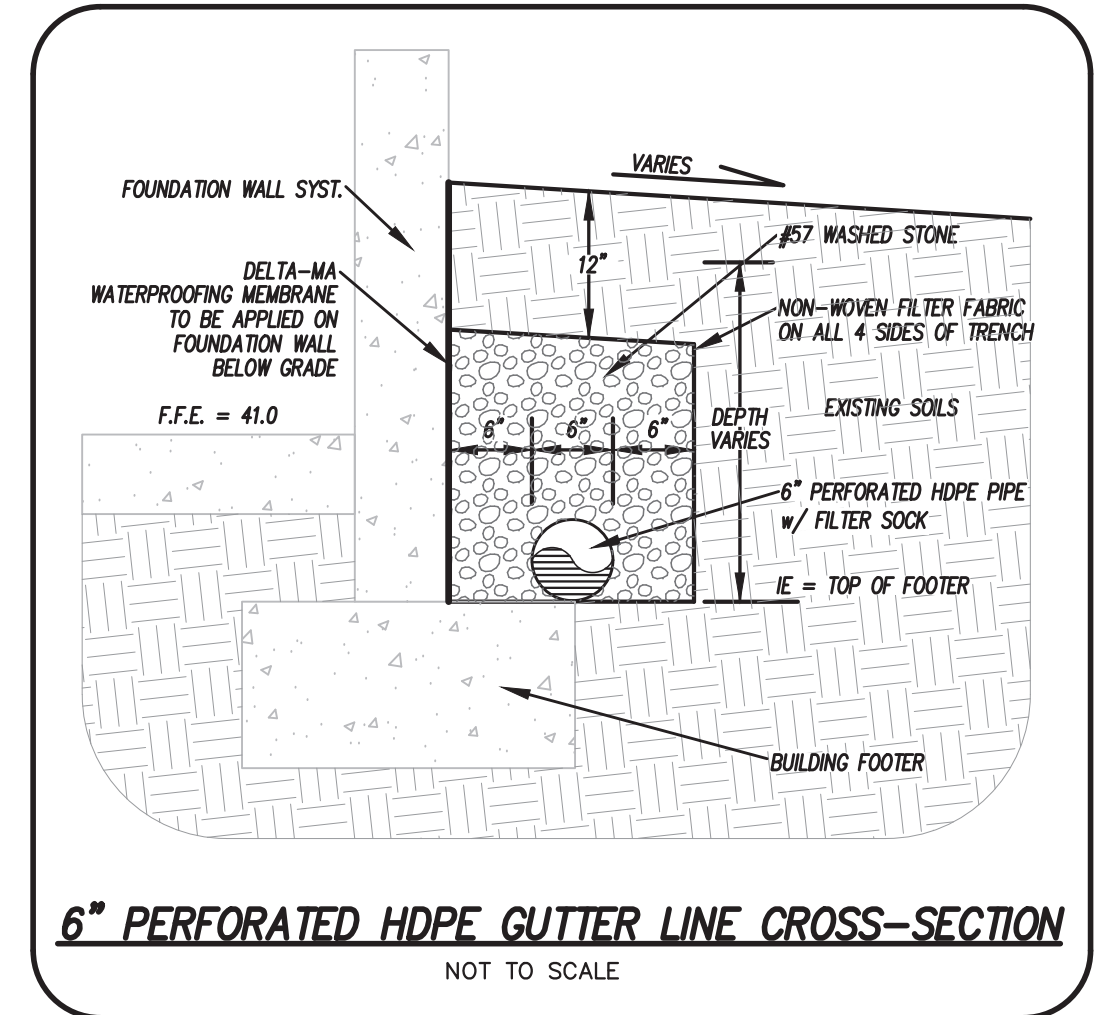 VARIES
FOUNDATION WALL SYST.
#57 WASHED STONE
12"
DELTA-MA
WATERPROOFING MEMBRANE
TO BE APPLIED ON
FOUNDATION WALL
BELOW GRADE
NON-WOVEN FILTER FABRIC
ON ALL 4 SIDES OF TRENCH
F.F.E. = 41.0
EXISTING SOILS
6" 6" 6"
DEPTH
VARIES
6" PERFORATED HDPE PIPE
w/ FILTER SOCK
IE = TOP OF FOOTER
BUILDING FOOTER
6" PERFORATED HDPE GUTTER LINE CROSS-SECTION
NOT TO SCALE